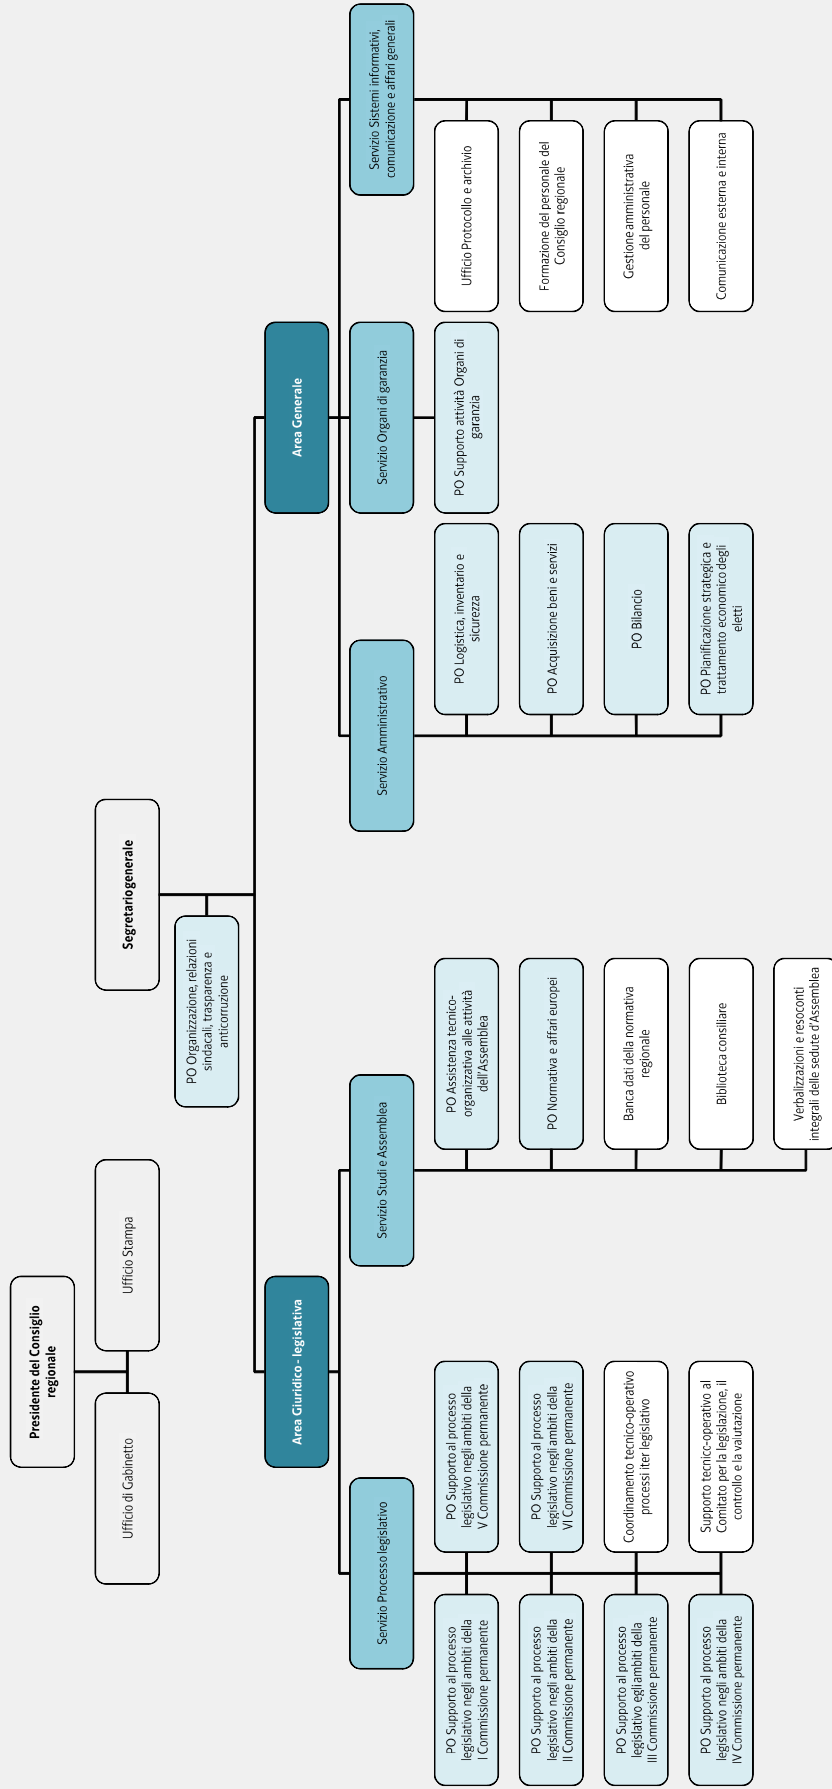 Presidente del Consiglio
regionale
Ufficio di Gabinetto
Ufficio Stampa
Segretariogenerale
PO Organizzazione, relazioni
sindacali, trasparenza e
anticorruzione
Area Giuridico - legislativa
Area Generale
Servizio Processo legislativo
Servizio Studi e Assemblea
Servizio Amministrativo
Servizio Organi di garanzia
Servizio Sistemi informativi,
comunicazione e affari generali
PO Supporto al processo
legislativo negli ambiti della
I Commissione permanente
PO Supporto al processo
legislativo negli ambiti della
II Commissione permanente
PO Supporto al processo
legislativo egli ambiti della
III Commissione permanente
PO Supporto al processo
legislativo negli ambiti della
IV Commissione permanente
PO Supporto al processo
legislativo negli ambiti della
V Commissione permanente
PO Supporto al processo
legislativo negli ambiti della
VI Commissione permanente
Coordinamento tecnico-operativo
processi iter legislativo
Supporto tecnico-operativo al
Comitato per la legislazione, il
controllo e la valutazione
PO Assistenza tecnico-
organizzativa alle attività
dell'Assemblea
PO Normativa e affari europei
Banca dati della normativa
regionale
Biblioteca consiliare
Verbalizzazioni e resoconti
integrali delle sedute d'Assemblea
PO Logistica, inventario e
sicurezza
PO Acquisizione beni e servizi
PO Bilancio
PO Pianificazione strategica e
trattamento economico degli
eletti
PO Supporto attività Organi di
garanzia
Ufficio Protocollo e archivio
Formazione del personale del
Consiglio regionale
Gestione amministrativa
del personale
Comunicazione esterna e interna